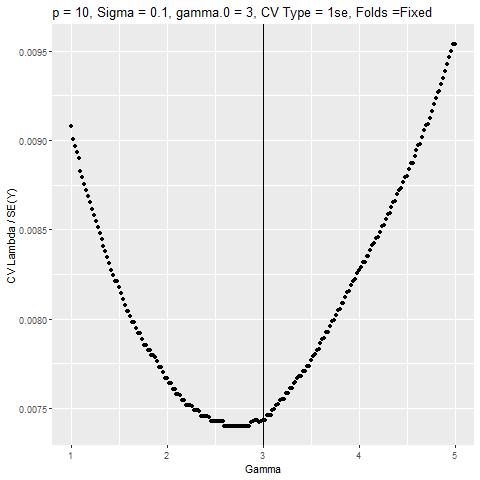 p = 10, Sigma = 0.1, gamma.0 = 3, CV Type = 1se, Folds =Fixed
0.0095
0.0090
0.0085
0.0080
0.0075
CV Lambda / SE(Y)
1 2 3 4 5
Gamma